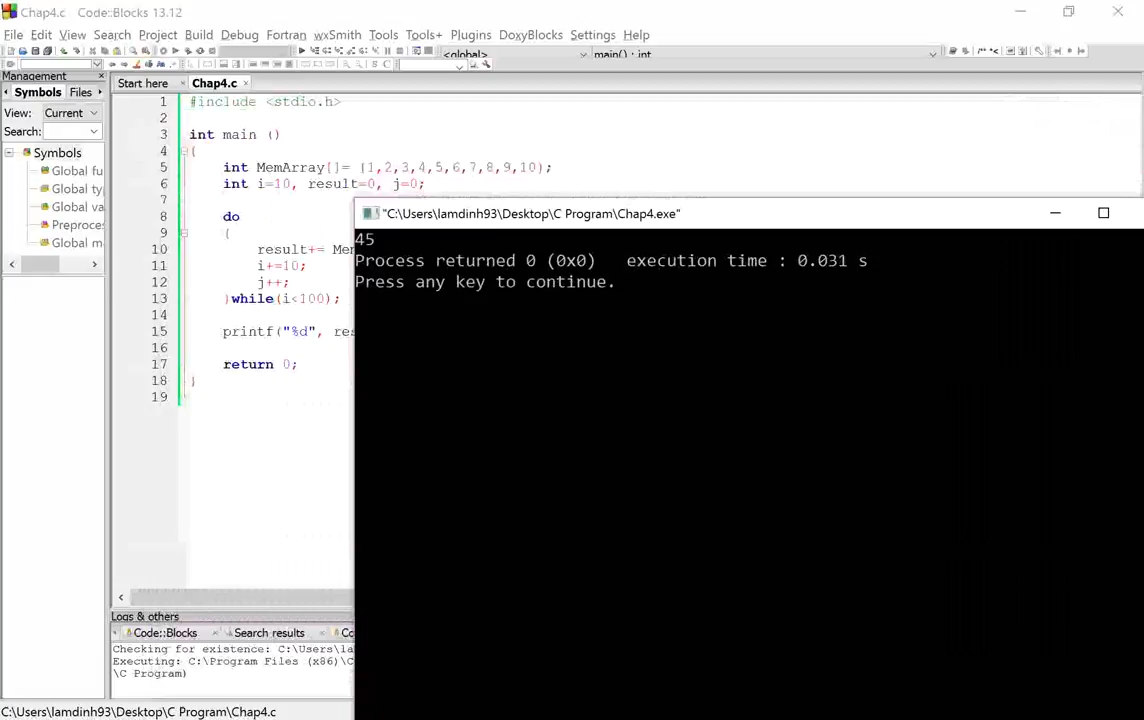 Chap4.c Code::Blocks 13.12
File Edit View Search Project Build Debug Fortran wxSmith Tools Tools+ Plugins DoxyBlocks Settings Help
<global> main() : int
Management
Start here Chap4.c
Symbols Files
View: Current
Search:
Symbols
Global fu
Global ty
Global va
Preproces
Global m
1 #include <stdio.h>
2
3 int main ()
4 {
5 int MemArray[]= {1,2,3,4,5,6,7,8,9,10};
6 int i=10, result=0, j=0;
7
8 do
9 {
10 result+= Mem
11 i+=10;
12 j++;
13 }while(i<100);
14
15 printf("%d", res
16
17 return 0;
18 }
19
"C:\Users\lamdinh93\Desktop\C Program\Chap4.exe"
45
Process returned 0 (0x0) execution time : 0.031 s
Press any key to continue.
Logs & others
Code::Blocks Search results Co
Checking for existence: C:\Users\la
Executing: C:\Program Files (x86)\C
\C Program)
C:\Users\lamdinh93\Desktop\C Program\Chap4.c